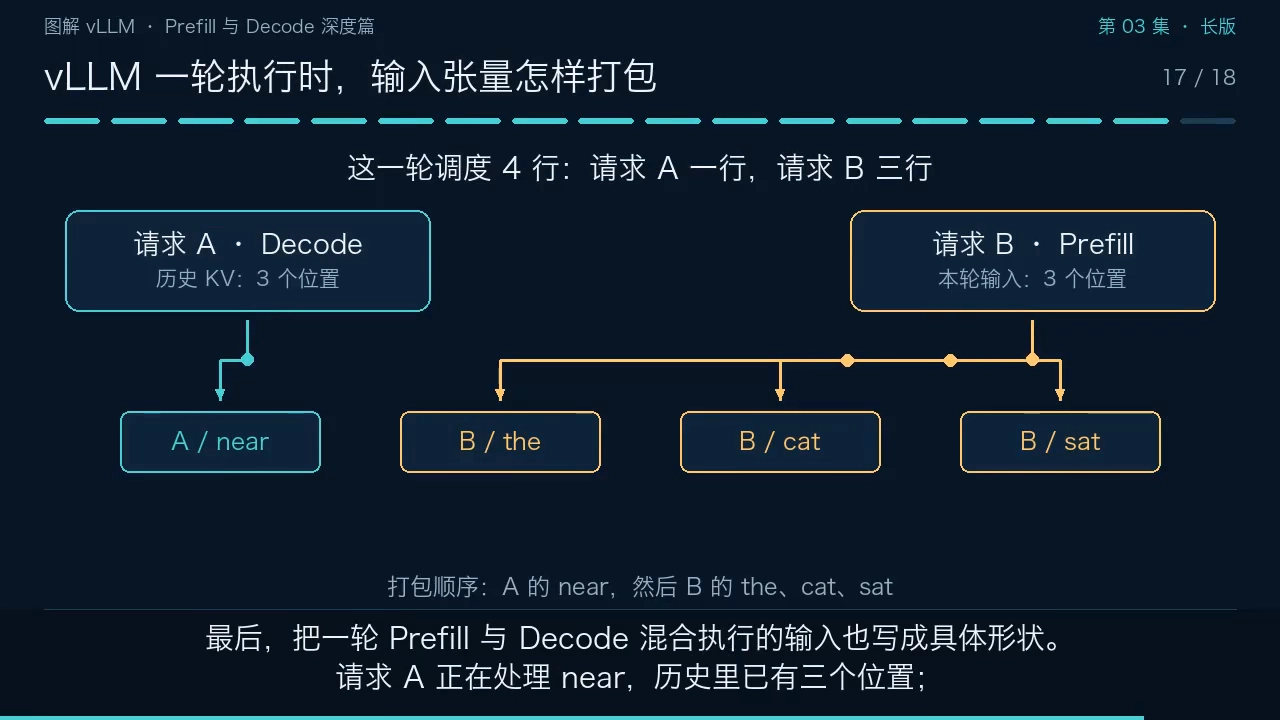 图解 vLLM · Prefill 与 Decode 深度篇
第 03 集 · 长版
vLLM 一轮执行时，输入张量怎样打包
17 / 18
这一轮调度 4 行：请求 A 一行，请求 B 三行
请求 A · Decode
历史 KV：3 个位置
请求 B · Prefill
本轮输入：3 个位置
A / near
B / the
B / cat
B / sat
打包顺序：A 的 near，然后 B 的 the、cat、sat
最后，把一轮 Prefill 与 Decode 混合执行的输入也写成具体形状。
请求 A 正在处理 near，历史里已有三个位置；